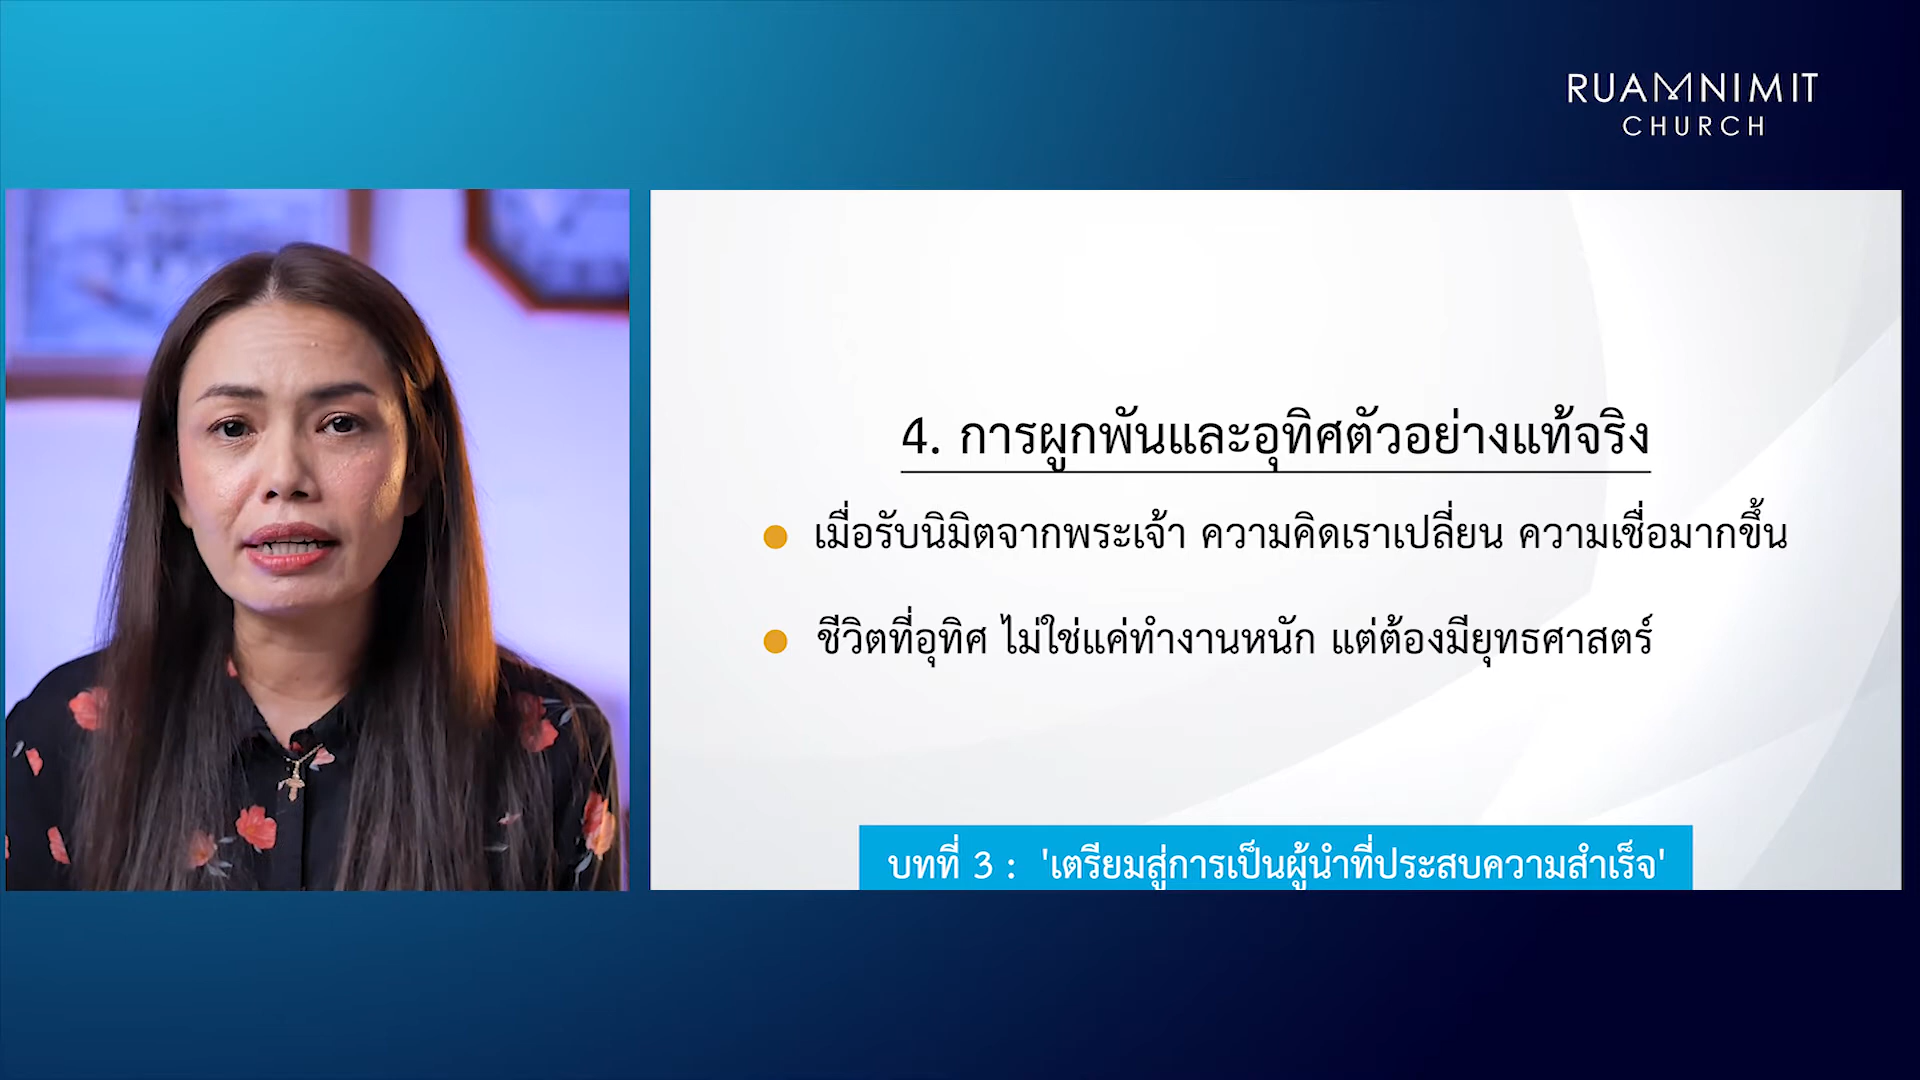 RUAMNIMIT
CHURCH
4. การผูกพันและอุทิศตัวอย่างแท้จริง
เมื่อรับนิมิตจากพระเจ้า ความคิดเราเปลี่ยน ความเชื่อมากขึ้น
ชีวิตที่อุทิศ ไม่ใช่แค่ทำงานหนัก แต่ต้องมียุทธศาสตร์
บทที่ 3 : 'เตรียมสู่การเป็นผู้นำที่ประสบความสำเร็จ'